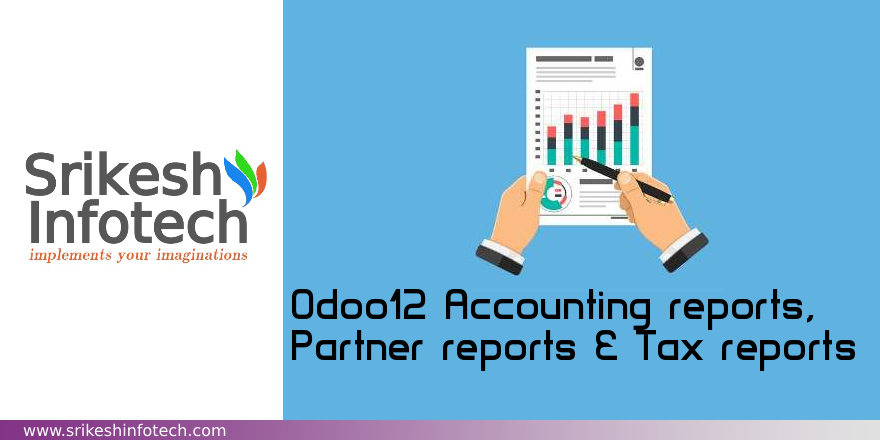 Srikesh
Infotech
implements your imaginations
Odoo12 Accounting reports,
Partner reports & Tax reports
www.srikeshinfotech.com